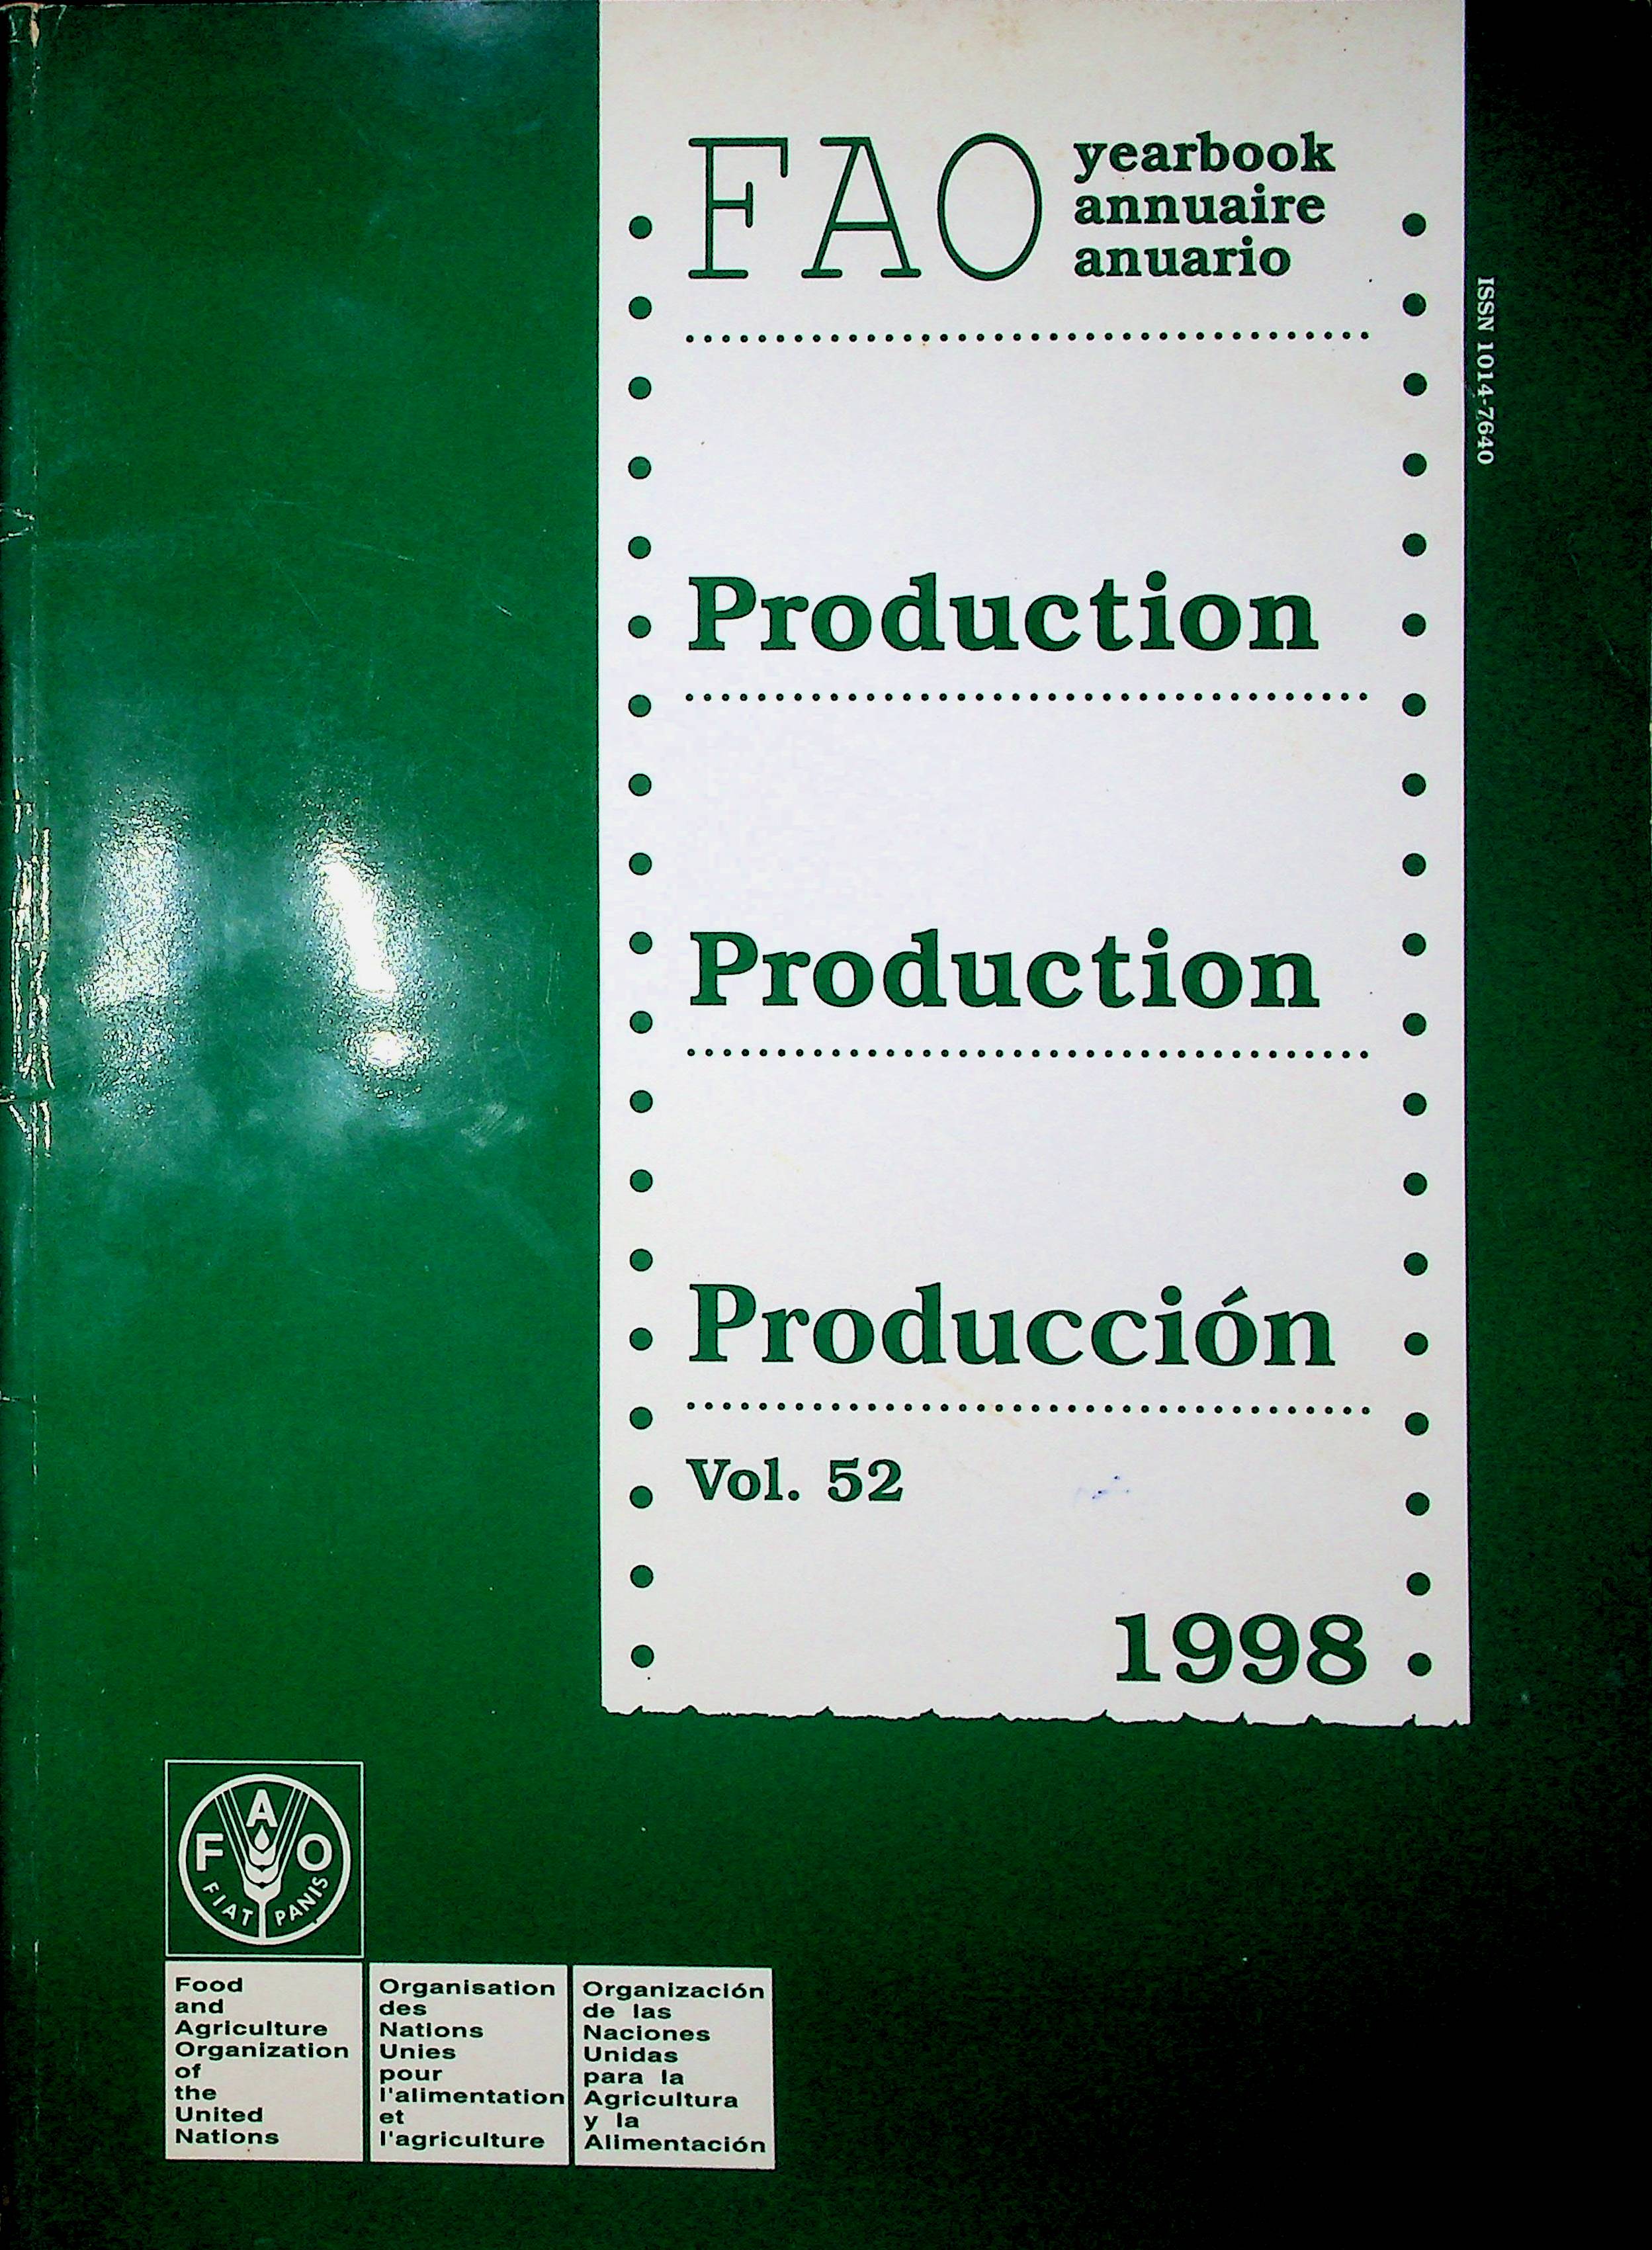 FAO
yearbook
annuaire
anuario
ISSN 1014-7640
Production
Production
Producción
Vol. 52
1998
F A O
FIAT PANIS
Food
and
Agriculture
Organization
of
the
United
Nations
Organisation
des
Nations
Unies
pour
l'alimentation
et
l'agriculture
Organización
de las
Naciones
Unidas
para la
Agricultura
y la
Alimentación